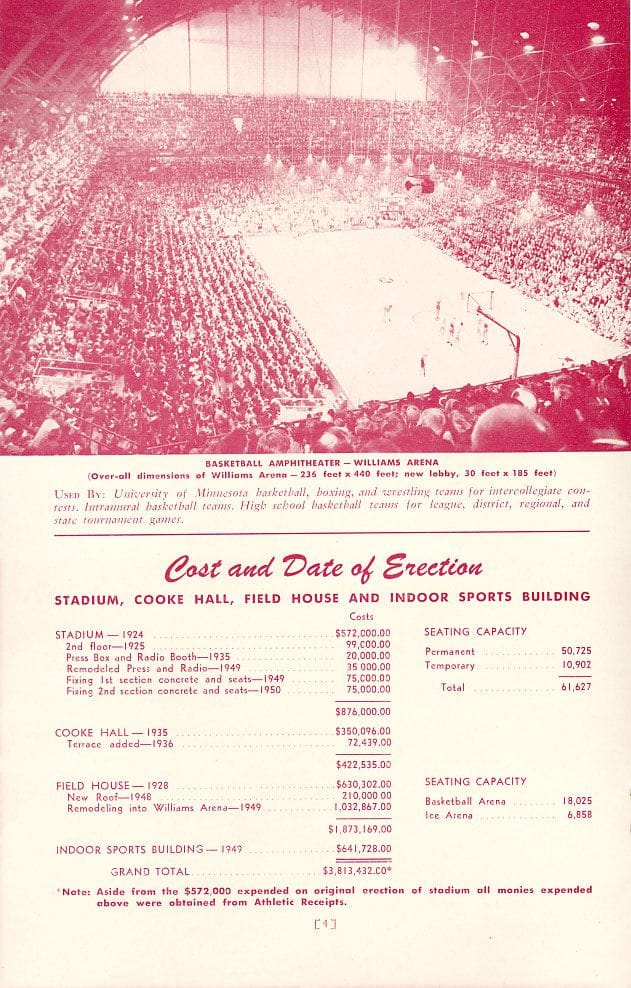 BASKETBALL AMPHITHEATER — WILLIAMS ARENA
(Over-all dimensions of Williams Arena — 236 feet x 440 feet; new lobby, 30 feet x 185 feet)
USED BY: University of Minnesota basketball, boxing, and wrestling teams for intercollegiate con-
tests. Intramural basketball teams. High school basketball teams for league, district, regional, and
state tournament games.
Cost and Date of Erection
STADIUM, COOKE HALL, FIELD HOUSE AND INDOOR SPORTS BUILDING
Costs
STADIUM — 1924 $572,000.00
2nd floor—1925 99,000.00
Press Box and Radio Booth—1935 20,000.00
Remodeled Press and Radio—1949 35 000.00
Fixing 1st section concrete and seats—1949 75,000.00
Fixing 2nd section concrete and seats—1950 75,000.00
$876,000.00
SEATING CAPACITY
Permanent 50,725
Temporary 10,902
Total 61,627
COOKE HALL — 1935 $350,096.00
Terrace added—1936 72,439.00
$422,535.00
FIELD HOUSE — 1928 $630,302.00
New Roof—1948 210,000 00
Remodeling into Williams Arena—1949 1,032,867.00
$1,873,169.00
SEATING CAPACITY
Basketball Arena 18,025
Ice Arena 6,858
INDOOR SPORTS BUILDING — 1949 $641,728.00
GRAND TOTAL $3,813,432.00*
*Note: Aside from the $572,000 expended on original erection of stadium all monies expended
above were obtained from Athletic Receipts.
[4]